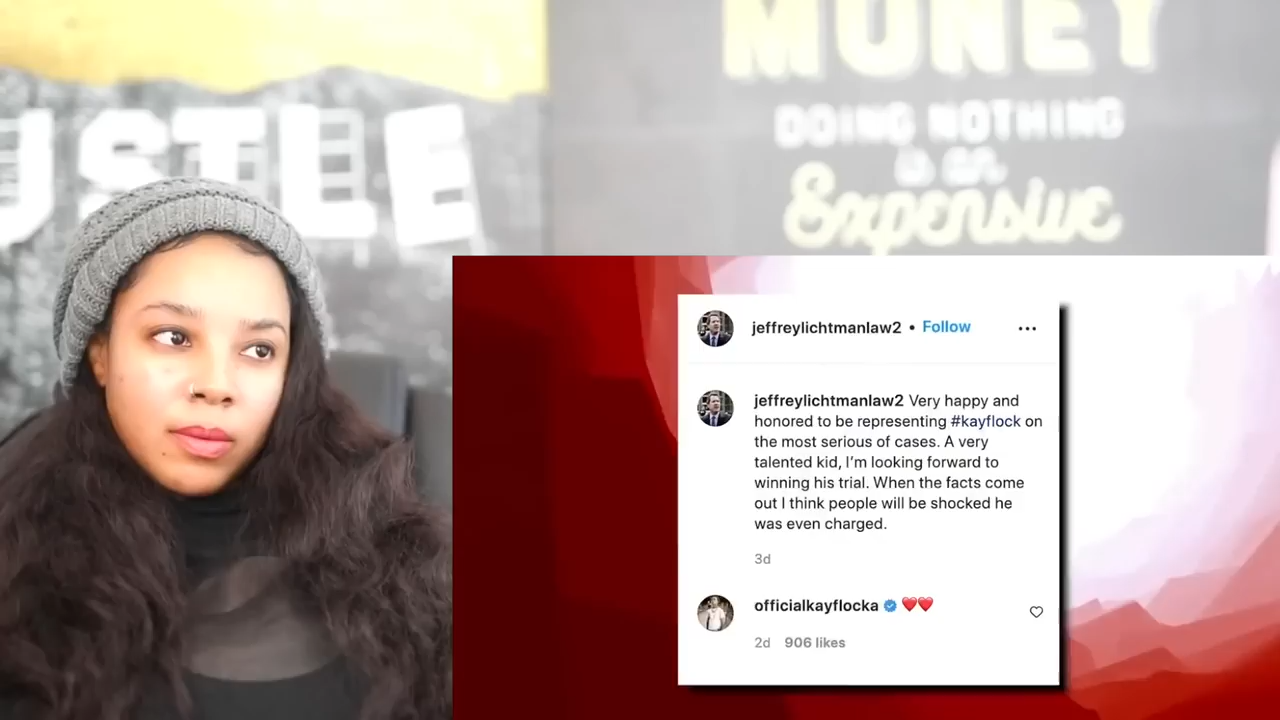 MONEY
USTLE
DOING NOTHING
is an
Expensive
jeffreylichtmanlaw2 • Follow
jeffreylichtmanlaw2 Very happy and
honored to be representing #kayflock on
the most serious of cases. A very
talented kid, I'm looking forward to
winning his trial. When the facts come
out I think people will be shocked he
was even charged.
3d
officialkayflocka ❤️❤️
2d 906 likes